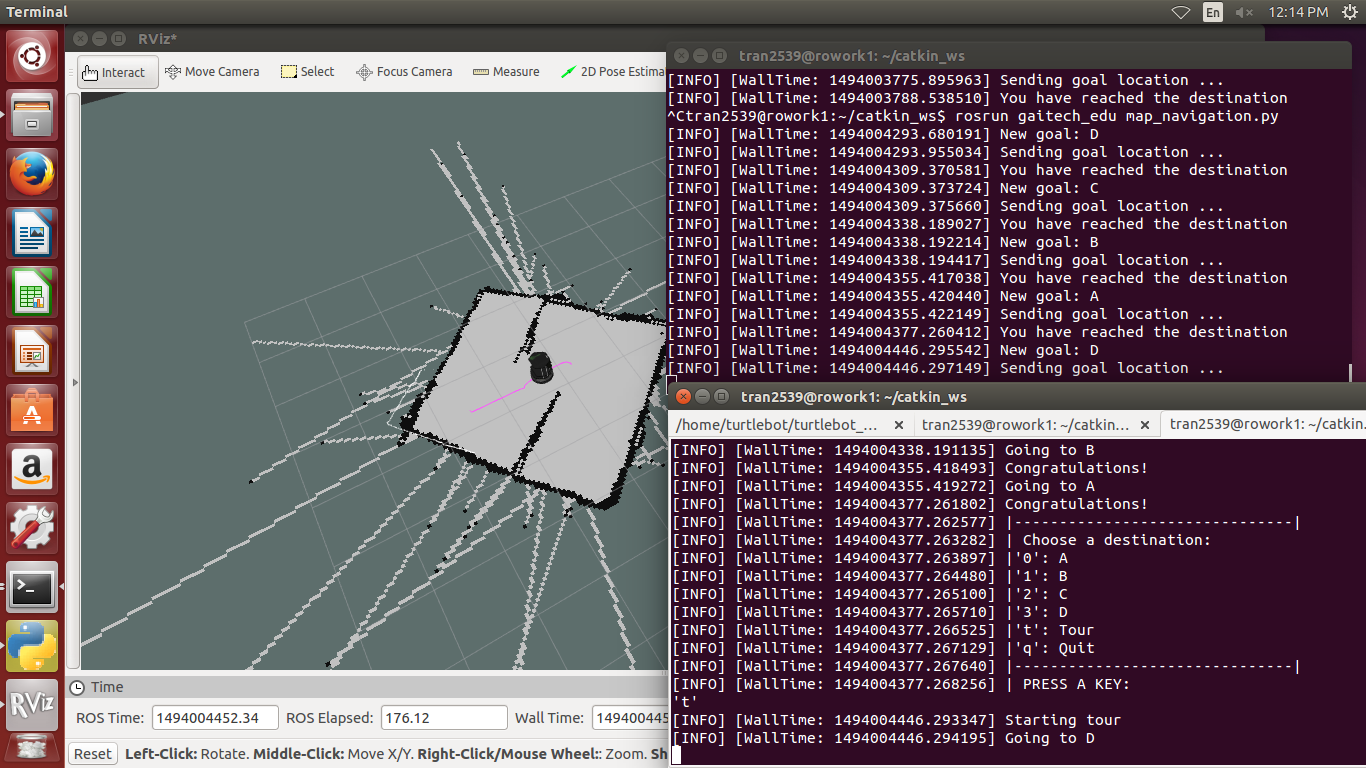 Terminal
En
12:14 PM
RViz*
Interact
Move Camera
Select
Focus Camera
Measure
2D Pose Estima
tran2539@rowork1: ~/catkin_ws
[INFO] [WallTime: 1494003775.895963] Sending goal location ...
[INFO] [WallTime: 1494003788.538510] You have reached the destination
^Ctran2539@rowork1:~/catkin_ws$ rosrun gaitech_edu map_navigation.py
[INFO] [WallTime: 1494004293.680191] New goal: D
[INFO] [WallTime: 1494004293.955034] Sending goal location ...
[INFO] [WallTime: 1494004309.370581] You have reached the destination
[INFO] [WallTime: 1494004309.373724] New goal: C
[INFO] [WallTime: 1494004309.375660] Sending goal location ...
[INFO] [WallTime: 1494004338.189027] You have reached the destination
[INFO] [WallTime: 1494004338.192214] New goal: B
[INFO] [WallTime: 1494004338.194417] Sending goal location ...
[INFO] [WallTime: 1494004355.417038] You have reached the destination
[INFO] [WallTime: 1494004355.420440] New goal: A
[INFO] [WallTime: 1494004355.422149] Sending goal location ...
[INFO] [WallTime: 1494004377.260412] You have reached the destination
[INFO] [WallTime: 1494004446.295542] New goal: D
[INFO] [WallTime: 1494004446.297149] Sending goal location ...
tran2539@rowork1: ~/catkin_ws
/home/turtlebot/turtlebot_...
tran2539@rowork1: ~/catkin...
tran2539@rowork1: ~/catkin.
[INFO] [WallTime: 1494004338.191135] Going to B
[INFO] [WallTime: 1494004355.418493] Congratulations!
[INFO] [WallTime: 1494004355.419272] Going to A
[INFO] [WallTime: 1494004377.261802] Congratulations!
[INFO] [WallTime: 1494004377.262577] |-------------------------------|
[INFO] [WallTime: 1494004377.263282] | Choose a destination:
[INFO] [WallTime: 1494004377.263897] |'0': A
[INFO] [WallTime: 1494004377.264480] |'1': B
[INFO] [WallTime: 1494004377.265100] |'2': C
[INFO] [WallTime: 1494004377.265710] |'3': D
[INFO] [WallTime: 1494004377.266525] |'t': Tour
[INFO] [WallTime: 1494004377.267129] |'q': Quit
[INFO] [WallTime: 1494004377.267640] |-------------------------------|
[INFO] [WallTime: 1494004377.268256] | PRESS A KEY:
't'
[INFO] [WallTime: 1494004446.293347] Starting tour
[INFO] [WallTime: 1494004446.294195] Going to D
RViz
Time
ROS Time: 1494004452.34 ROS Elapsed: 176.12 Wall Time: 149400445
Reset Left-Click: Rotate. Middle-Click: Move X/Y. Right-Click/Mouse Wheel:: Zoom. Sh